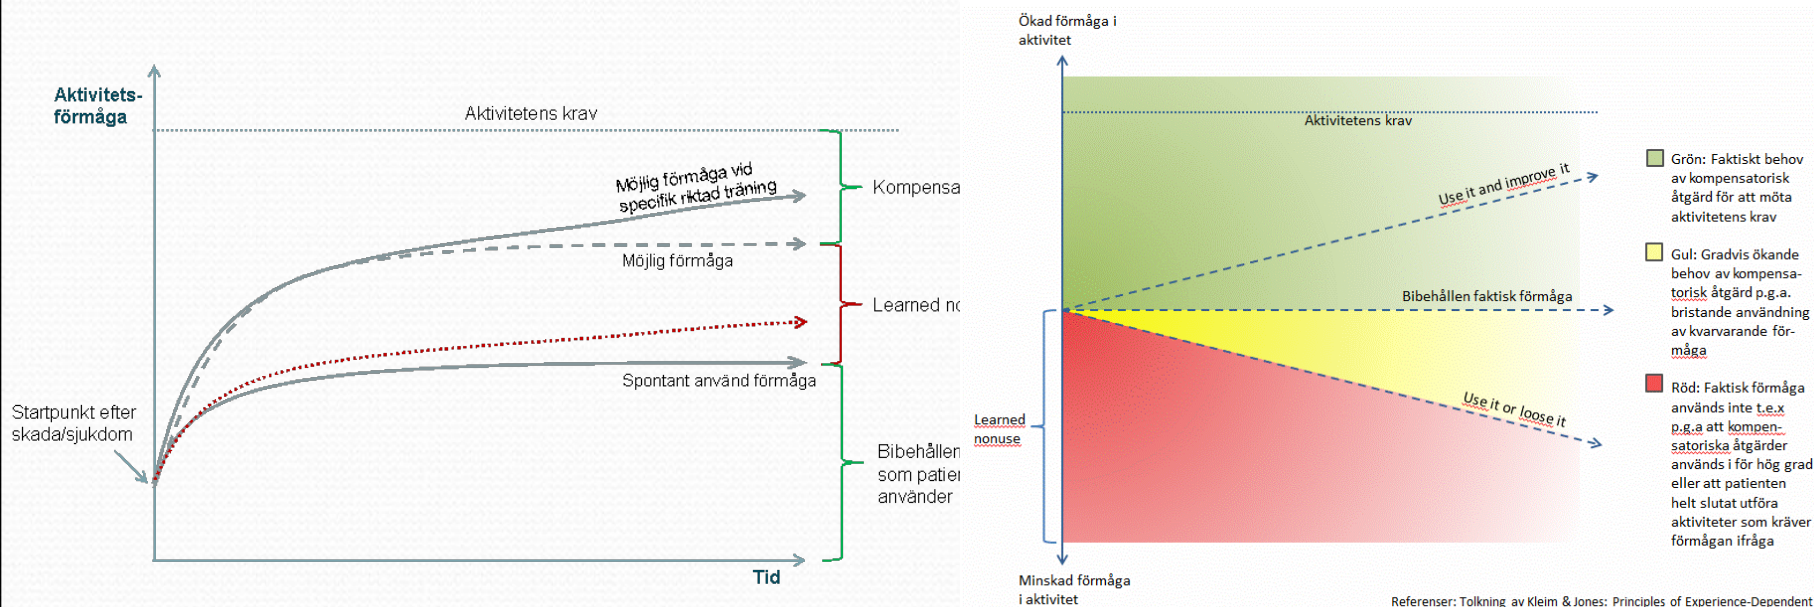 Aktivitets-
förmåga
Aktivitetens krav
Möjlig förmåga vid
specifik riktad träning
Kompensa
Möjlig förmåga
Learned no
Spontant använd förmåga
Startpunkt efter
skada/sjukdom
Bibehållen
som patien
använder
Tid
Ökad förmåga i
aktivitet
Aktivitetens krav
Use it and improve it
Bibehållen faktisk förmåga
Use it or loose it
Learned
nonuse
Minskad förmåga
i aktivitet
Grön: Faktiskt behov
av kompensatorisk
åtgärd för att möta
aktivitetens krav
Gul: Gradvis ökande
behov av kompensa-
torisk åtgärd p.g.a.
bristande användning
av kvarvarande för-
måga
Röd: Faktisk förmåga
används inte t.e.x
p.g.a att kompen-
satoriska åtgärder
används i för hög grad
eller att patienten
helt slutat utföra
aktiviteter som kräver
förmågan ifråga
Referenser: Tolkning av Kleim & Jones: Principles of Experience-Dependent